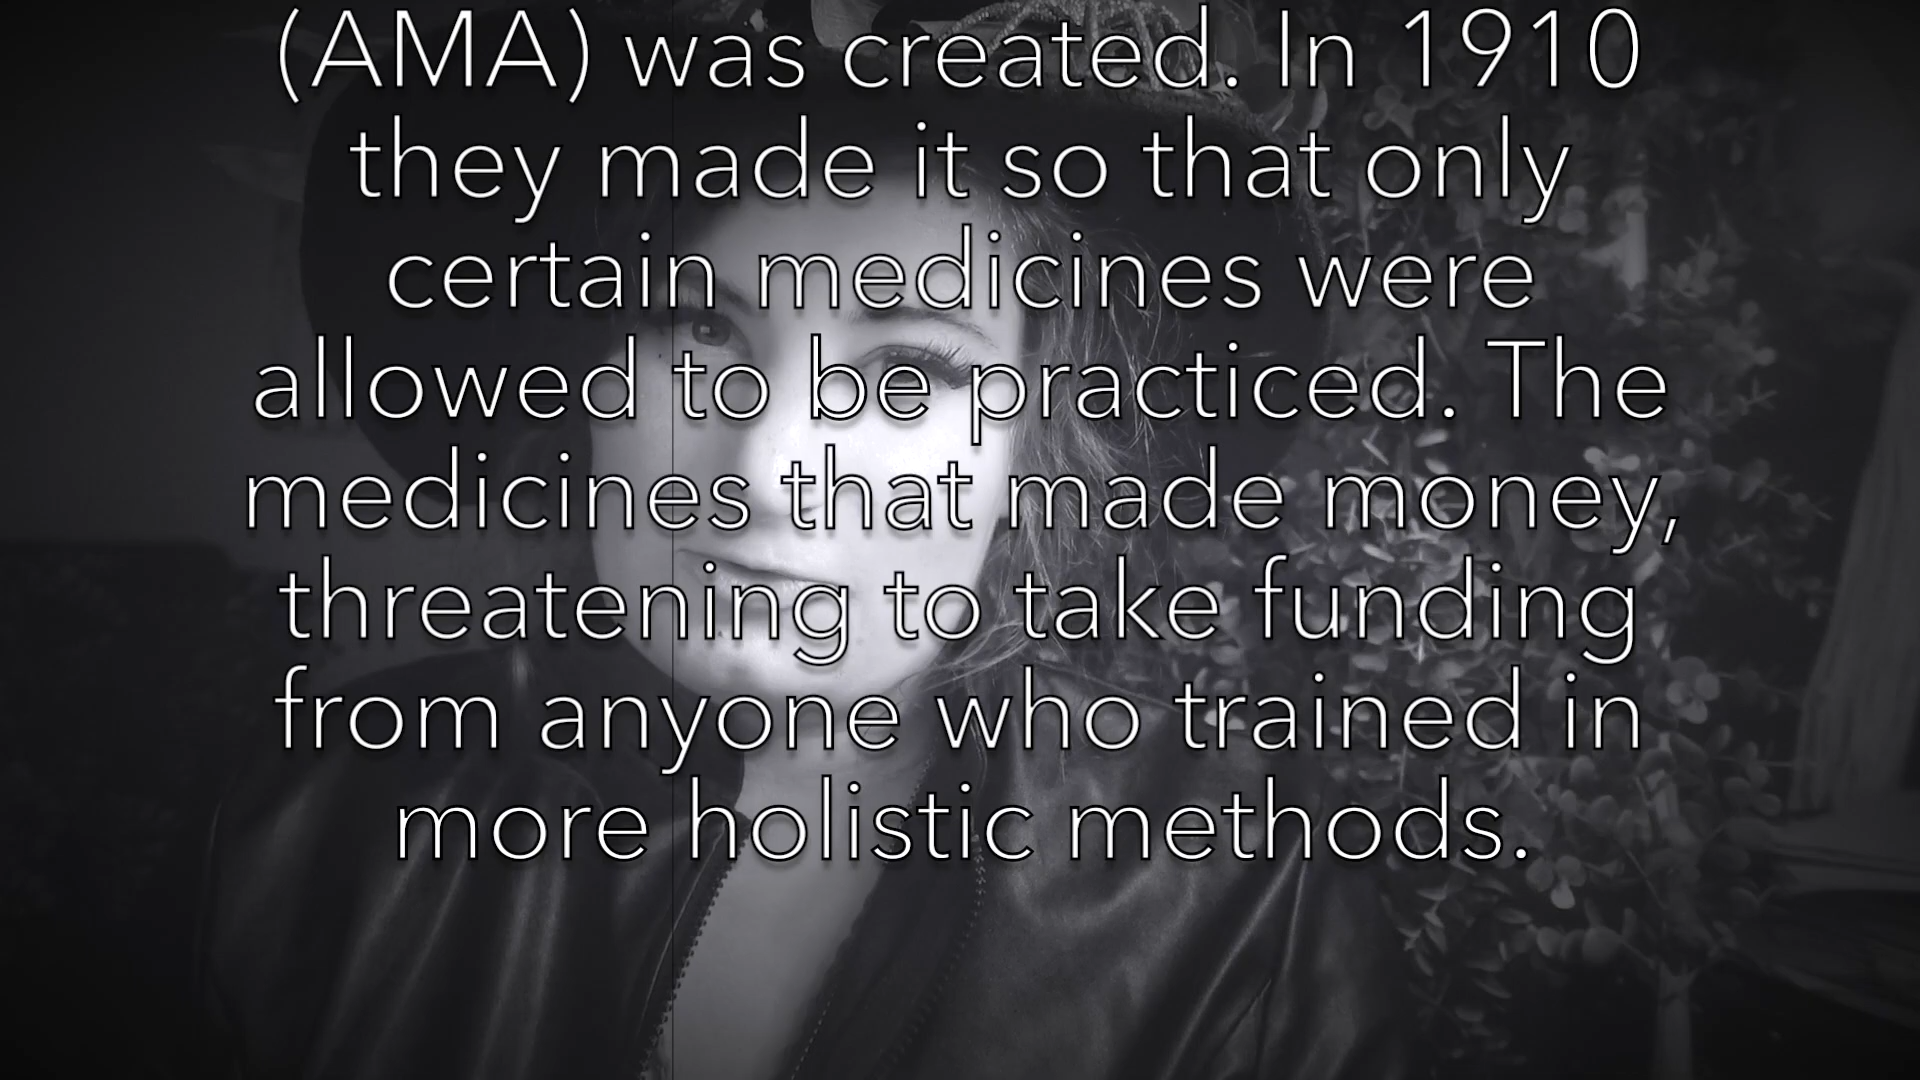 (AMA) was created. In 1910
they made it so that only
certain medicines were
allowed to be practiced. The
medicines that made money,
threatening to take funding
from anyone who trained in
more holistic methods.